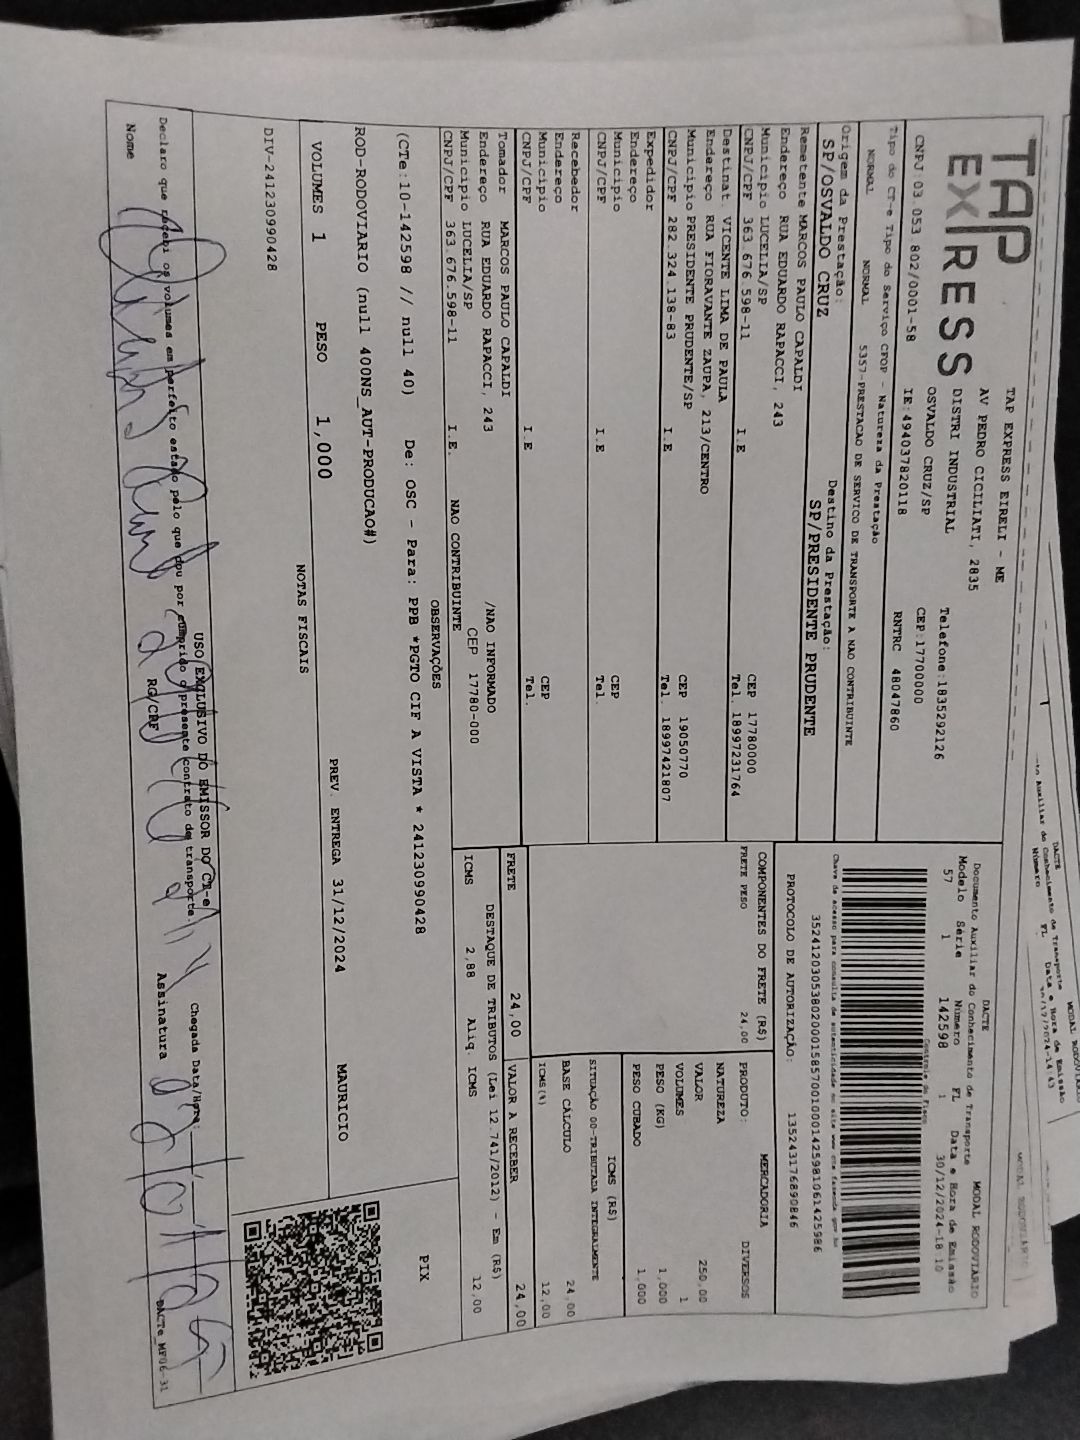 TAP
EXPRESS
TAP EXPRESS EIRELI - ME
AV PEDRO CICILIATI, 2835
DISTRI INDUSTRIAL
OSVALDO CRUZ/SP
Telefone:1835292126
CEP:17700000
CNPJ:03.053.802/0001-58 IE:494037820118 RNTRC 48047860
Tipo do CT-e Tipo do Serviço CFOP - Natureza da Prestação
NORMAL NORMAL 5357-PRESTACAO DE SERVICO DE TRANSPORTE A NAO CONTRIBUINTE
Origem da Prestação: Destino da Prestação:
SP/OSVALDO CRUZ SP/PRESIDENTE PRUDENTE
DACTE MODAL RODOVIARIO
Documento Auxiliar do Conhecimento de Transporte
Modelo Série Número FL Data e Hora de Emissão
57 1 142598 1 30/12/2024-18:10
Controle do Fisco
Chave de acesso para consulta de autenticidade no site
35241203053802000158570010001425981061425986
PROTOCOLO DE AUTORIZAÇÃO: 135243176890846
Remetente MARCOS PAULO CAPALDI
Endereço RUA EDUARDO RAPACCI, 243
Municipio LUCELIA/SP CEP 17780000
CNPJ/CPF 363.676.598-11 I.E Tel. 18997231764
Destinat. VICENTE LIMA DE PAULA
Endereço RUA FIORAVANTE ZAUPA, 213/CENTRO
Municipio PRESIDENTE PRUDENTE/SP CEP 19050770
CNPJ/CPF 282.324.138-83 I.E Tel. 18997421807
Expedidor
Endereço
Municipio CEP
CNPJ/CPF I.E Tel.
Recebedor
Endereço
Municipio CEP
CNPJ/CPF I.E Tel.
Tomador MARCOS PAULO CAPALDI
Endereço RUA EDUARDO RAPACCI, 243 /NAO INFORMADO
Municipio LUCELIA/SP CEP 17780-000
CNPJ/CPF 363.676.598-11 I.E. NAO CONTRIBUINTE
COMPONENTES DO FRETE (R$)
FRETE PESO 24,00
MERCADORIA
PRODUTO: DIVERSOS
NATUREZA
VALOR 250,00
VOLUMES 1
PESO (KG) 1,000
PESO CUBADO 1,000
ICMS (R$)
SITUAÇÃO 00-TRIBUTADA INTEGRALMENTE
BASE CÁLCULO 24,00
ICMS(%) 12,00
FRETE 24,00 VALOR A RECEBER 24,00
DESTAQUE DE TRIBUTOS (Lei 12.741/2012) - Em (R$)
ICMS 2,88 Aliq. ICMS 12,00
OBSERVAÇÕES
(CTe:10-142598 // null 40) De: OSC - Para: PPB *PGTO CIF A VISTA * 241230990428
ROD-RODOVIARIO (null 400NS_AUT-PRODUCAO#)
PIX
VOLUMES 1 PESO 1,000 PREV. ENTREGA 31/12/2024 MAURICIO
NOTAS FISCAIS
DIV-241230990428
USO EXCLUSIVO DO EMISSOR DO CT-e
Declaro que recebi os volumes em perfeito estado pelo que dou por cumprido o presente contrato de transporte.
Chegada Data/Hora:
Nome RG/CPF Assinatura
DACTe_MF06-31